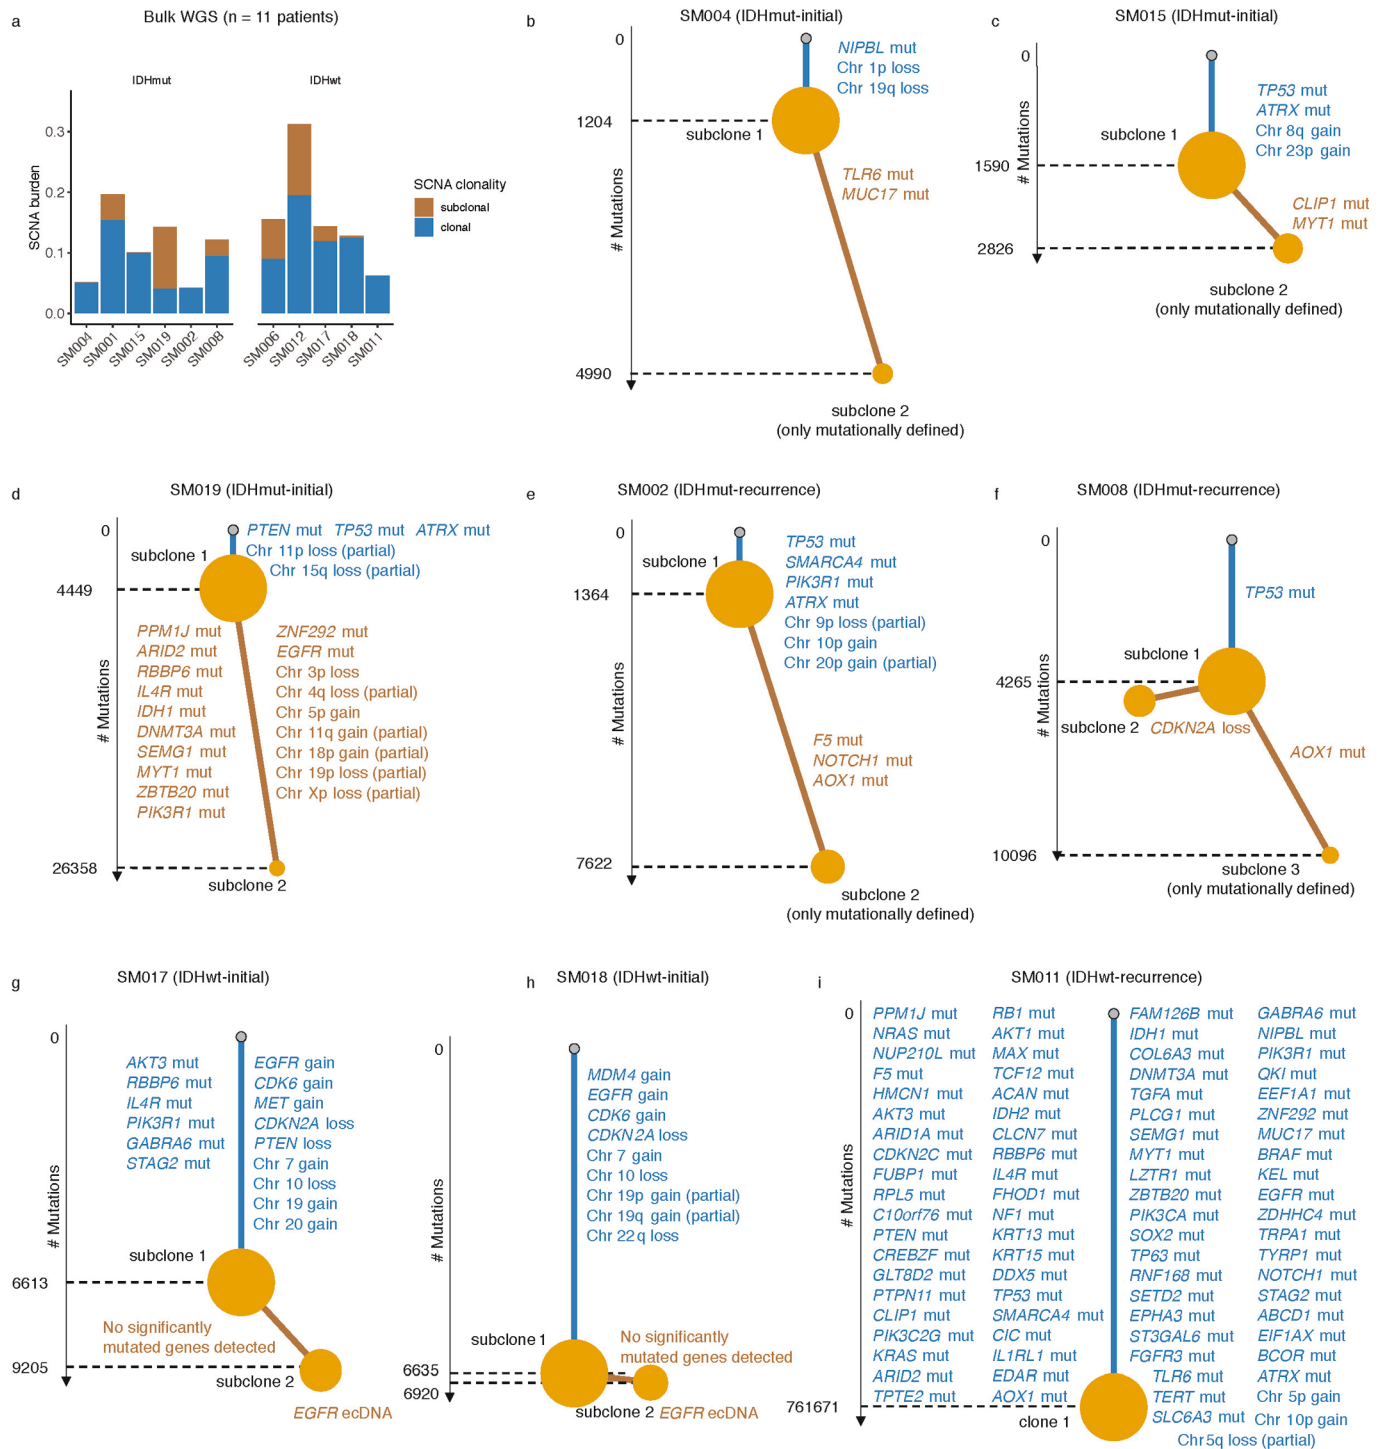 a
Bulk WGS (n = 11 patients)
IDHmut
IDHwt
SCNA burden
0.3
0.2
0.1
0.0
SCNA clonality
subclonal
clonal
SM004
SM001
SM015
SM019
SM002
SM008
SM006
SM012
SM017
SM018
SM011
b
SM004 (IDHmut-initial)
0
# Mutations
NIPBL mut
Chr 1p loss
Chr 19q loss
1204
subclone 1
TLR6 mut
MUC17 mut
4990
subclone 2
(only mutationally defined)
c
SM015 (IDHmut-initial)
0
# Mutations
TP53 mut
ATRX mut
Chr 8q gain
Chr 23p gain
subclone 1
1590
CLIP1 mut
MYT1 mut
2826
subclone 2
(only mutationally defined)
d
SM019 (IDHmut-initial)
0
# Mutations
PTEN mut TP53 mut ATRX mut
Chr 11p loss (partial)
Chr 15q loss (partial)
subclone 1
4449
PPM1J mut
ARID2 mut
RBBP6 mut
IL4R mut
IDH1 mut
DNMT3A mut
SEMG1 mut
MYT1 mut
ZBTB20 mut
PIK3R1 mut
ZNF292 mut
EGFR mut
Chr 3p loss
Chr 4q loss (partial)
Chr 5p gain
Chr 11q gain (partial)
Chr 18p gain (partial)
Chr 19p loss (partial)
Chr Xp loss (partial)
26358
subclone 2
e
SM002 (IDHmut-recurrence)
0
# Mutations
TP53 mut
SMARCA4 mut
PIK3R1 mut
ATRX mut
Chr 9p loss (partial)
Chr 10p gain
Chr 20p gain (partial)
subclone 1
1364
F5 mut
NOTCH1 mut
AOX1 mut
7622
subclone 2
(only mutationally defined)
f
SM008 (IDHmut-recurrence)
0
# Mutations
TP53 mut
subclone 1
4265
subclone 2
CDKN2A loss
AOX1 mut
10096
subclone 3
(only mutationally defined)
g
SM017 (IDHwt-initial)
0
# Mutations
AKT3 mut
RBBP6 mut
IL4R mut
PIK3R1 mut
GABRA6 mut
STAG2 mut
EGFR gain
CDK6 gain
MET gain
CDKN2A loss
PTEN loss
Chr 7 gain
Chr 10 loss
Chr 19 gain
Chr 20 gain
subclone 1
6613
No significantly
mutated genes detected
9205
subclone 2
EGFR ecDNA
h
SM018 (IDHwt-initial)
0
# Mutations
MDM4 gain
EGFR gain
CDK6 gain
CDKN2A loss
Chr 7 gain
Chr 10 loss
Chr 19p gain (partial)
Chr 19q gain (partial)
Chr 22q loss
subclone 1
No significantly
mutated genes detected
6635
6920
subclone 2
EGFR ecDNA
i
SM011 (IDHwt-recurrence)
0
# Mutations
PPM1J mut
NRAS mut
NUP210L mut
F5 mut
HMCN1 mut
AKT3 mut
ARID1A mut
CDKN2C mut
FUBP1 mut
RPL5 mut
C10orf76 mut
PTEN mut
CREBZF mut
GLT8D2 mut
PTPN11 mut
CLIP1 mut
PIK3C2G mut
KRAS mut
ARID2 mut
TPTE2 mut
RB1 mut
AKT1 mut
MAX mut
TCF12 mut
ACAN mut
IDH2 mut
CLCN7 mut
RBBP6 mut
IL4R mut
FHOD1 mut
NF1 mut
KRT13 mut
KRT15 mut
DDX5 mut
TP53 mut
SMARCA4 mut
CIC mut
IL1RL1 mut
EDAR mut
AOX1 mut
FAM126B mut
IDH1 mut
COL6A3 mut
DNMT3A mut
TGFA mut
PLCG1 mut
SEMG1 mut
MYT1 mut
LZTR1 mut
ZBTB20 mut
PIK3CA mut
SOX2 mut
TP63 mut
RNF168 mut
SETD2 mut
EPHA3 mut
ST3GAL6 mut
FGFR3 mut
TLR6 mut
TERT mut
SLC6A3 mut
GABRA6 mut
NIPBL mut
PIK3R1 mut
QKI mut
EEF1A1 mut
ZNF292 mut
MUC17 mut
BRAF mut
KEL mut
EGFR mut
ZDHHC4 mut
TRPA1 mut
TYRP1 mut
NOTCH1 mut
STAG2 mut
ABCD1 mut
EIF1AX mut
BCOR mut
ATRX mut
Chr 5p gain
Chr 10p gain
Chr5q loss (partial)
761671
clone 1